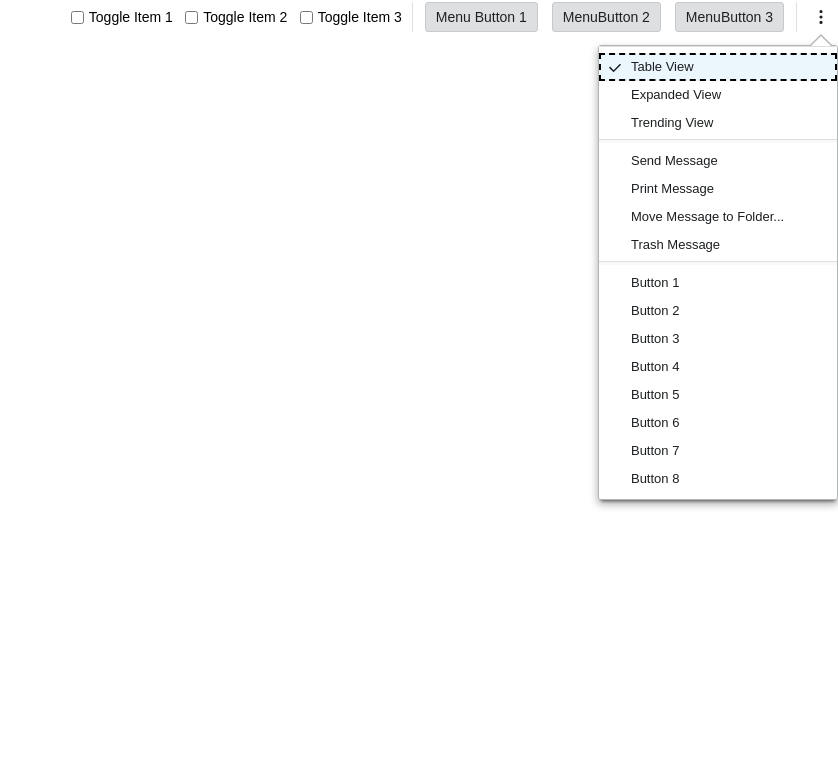 Toggle Item 1 Toggle Item 2 Toggle Item 3 Menu Button 1 MenuButton 2 MenuButton 3
Table View
Expanded View
Trending View
Send Message
Print Message
Move Message to Folder...
Trash Message
Button 1
Button 2
Button 3
Button 4
Button 5
Button 6
Button 7
Button 8